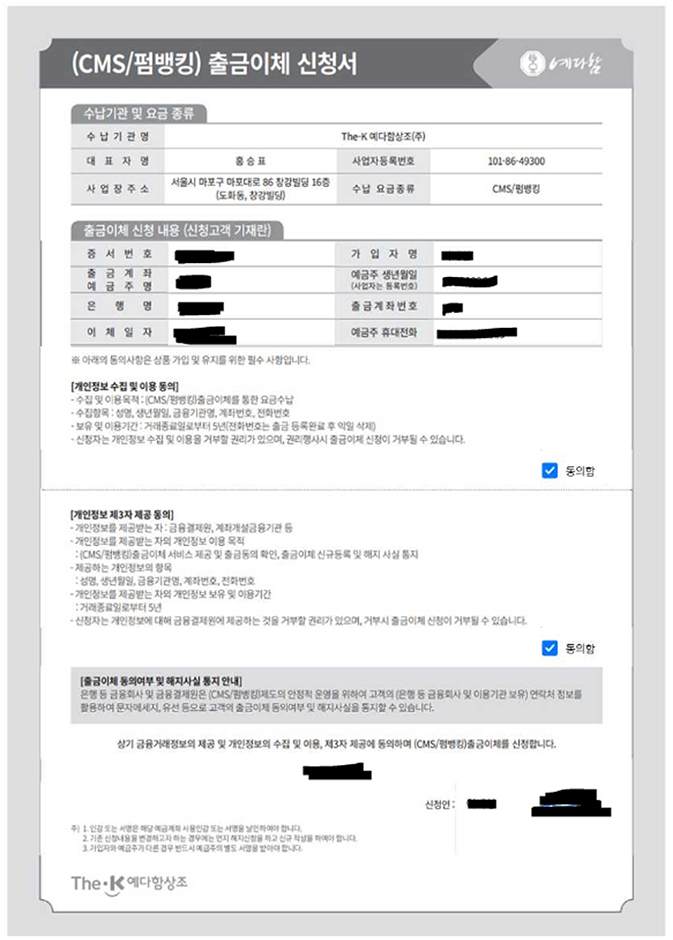 (CMS/펌뱅킹) 출금이체 신청서
예다함
수납기관 및 요금 종류
수 납 기 관 명 The-K 예다함상조(주)
대 표 자 명 홍승표 사업자등록번호 101-86-49300
사 업 장 주 소 서울시 마포구 마포대로 86 창강빌딩 16층 수납 요금종류 CMS/펌뱅킹
(도화동, 창강빌딩)
출금이체 신청 내용 (신청고객 기재란)
증 서 번 호 가 입 자 명
출 금 계 좌 예금주 생년월일
예 금 주 명 (사업자는 등록번호)
은 행 명 출금계좌번호
이 체 일 자 예금주 휴대전화
※ 아래의 동의사항은 상품 가입 및 유지를 위한 필수 사항입니다.
[개인정보 수집 및 이용 동의]
- 수집 및 이용목적 : (CMS/펌뱅킹)출금이체를 통한 요금수납
- 수집항목 : 성명, 생년월일, 금융기관명, 계좌번호, 전화번호
- 보유 및 이용기간 : 거래종료일로부터 5년(전화번호는 출금 등록완료 후 익일 삭제)
- 신청자는 개인정보 수집 및 이용을 거부할 권리가 있으며, 권리행사시 출금이체 신청이 거부될 수 있습니다.
동의함
[개인정보 제3자 제공 동의]
- 개인정보를 제공받는 자 : 금융결제원, 계좌개설금융기관 등
- 개인정보를 제공받는 자의 개인정보 이용 목적
: (CMS/펌뱅킹)출금이체 서비스 제공 및 출금동의 확인, 출금이체 신규등록 및 해지 사실 통지
- 제공하는 개인정보의 항목
: 성명, 생년월일, 금융기관명, 계좌번호, 전화번호
- 개인정보를 제공받는 자의 개인정보 보유 및 이용기간
: 거래종료일로부터 5년
- 신청자는 개인정보에 대해 금융결제원에 제공하는 것을 거부할 권리가 있으며, 거부시 출금이체 신청이 거부될 수 있습니다.
동의함
[출금이체 동의여부 및 해지사실 통지 안내]
은행 등 금융회사 및 금융결제원은 (CMS/펌뱅킹)제도의 안정적 운영을 위하여 고객의 (은행 등 금융회사 및 이용기관 보유) 연락처 정보를
활용하여 문자메세지, 유선 등으로 고객의 출금이체 동의여부 및 해지사실을 통지할 수 있습니다.
상기 금융거래정보의 제공 및 개인정보의 수집 및 이용, 제3자 제공에 동의하며 (CMS/펌뱅킹)출금이체를 신청합니다.
신청인 :
주) 1. 인감 또는 서명은 해당 예금계좌 사용인감 또는 서명을 날인하여야 합니다.
2. 기존 신청내용을 변경하고자 하는 경우에는 먼저 해지신청을 하고 신규 작성을 하여야 합니다.
3. 가입자와 예금주가 다른 경우 반드시 예금주의 별도 서명을 받아야 합니다.
The-K 예다함상조